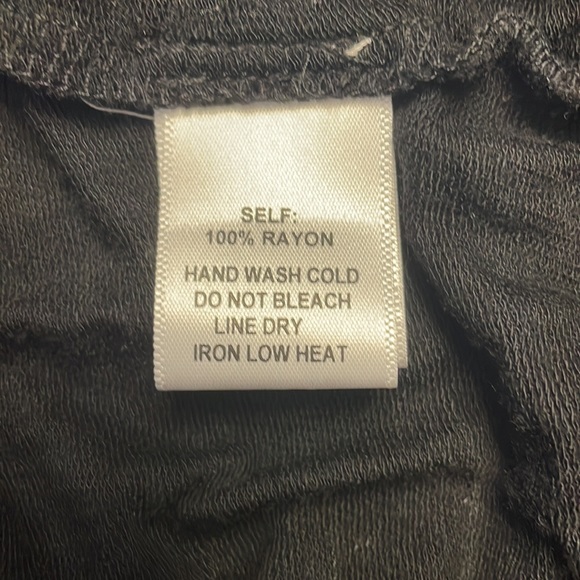 SELF:
100% RAYON
HAND WASH COLD
DO NOT BLEACH
LINE DRY
IRON LOW HEAT